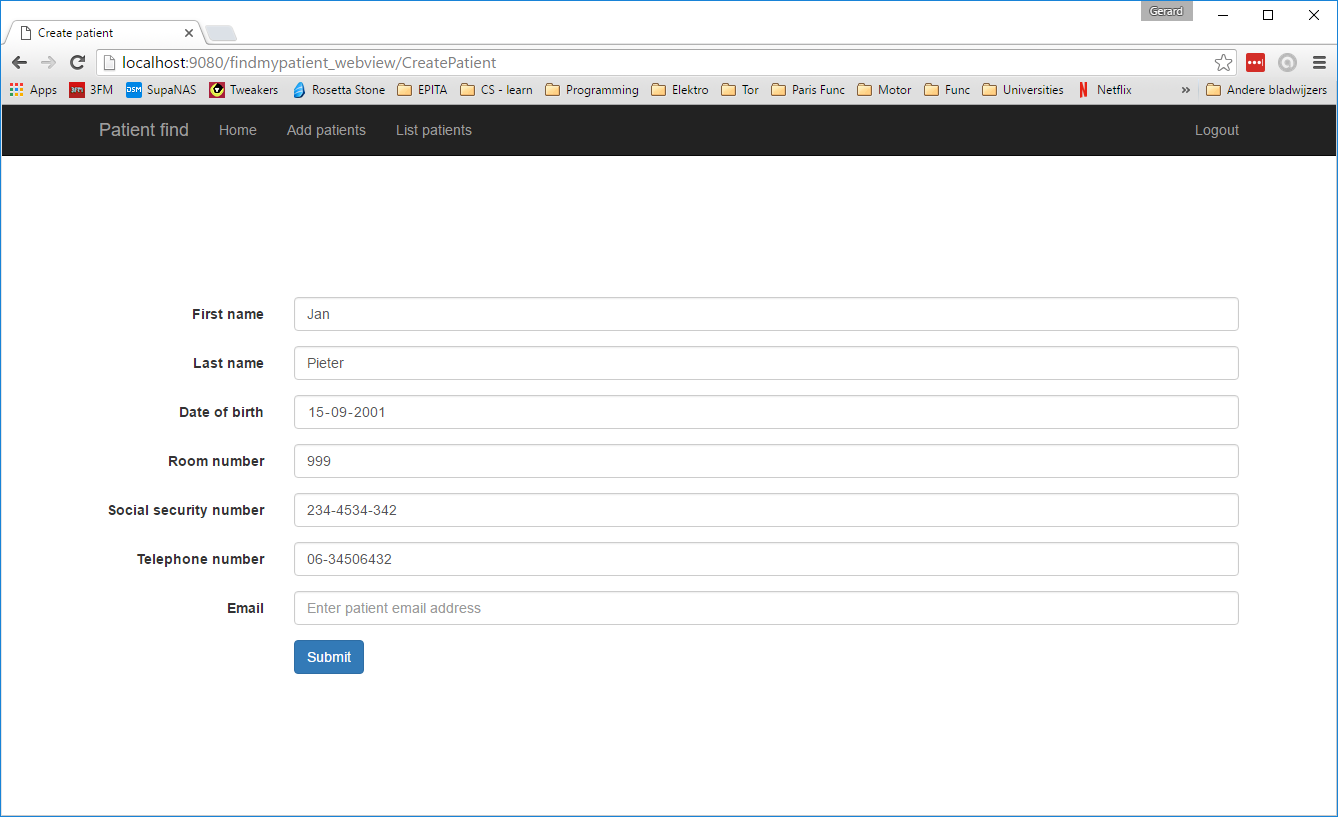 Gerard
Create patient
localhost:9080/findmypatient_webview/CreatePatient
Apps 3FM 3FM DSM SupaNAS Tweakers Rosetta Stone EPITA CS - learn Programming Elektro Tor Paris Func Motor Func Universities N Netflix » Andere bladwijzers
Patient find Home Add patients List patients Logout
First name Jan
Last name Pieter
Date of birth 15-09-2001
Room number 999
Social security number 234-4534-342
Telephone number 06-34506432
Email Enter patient email address
Submit